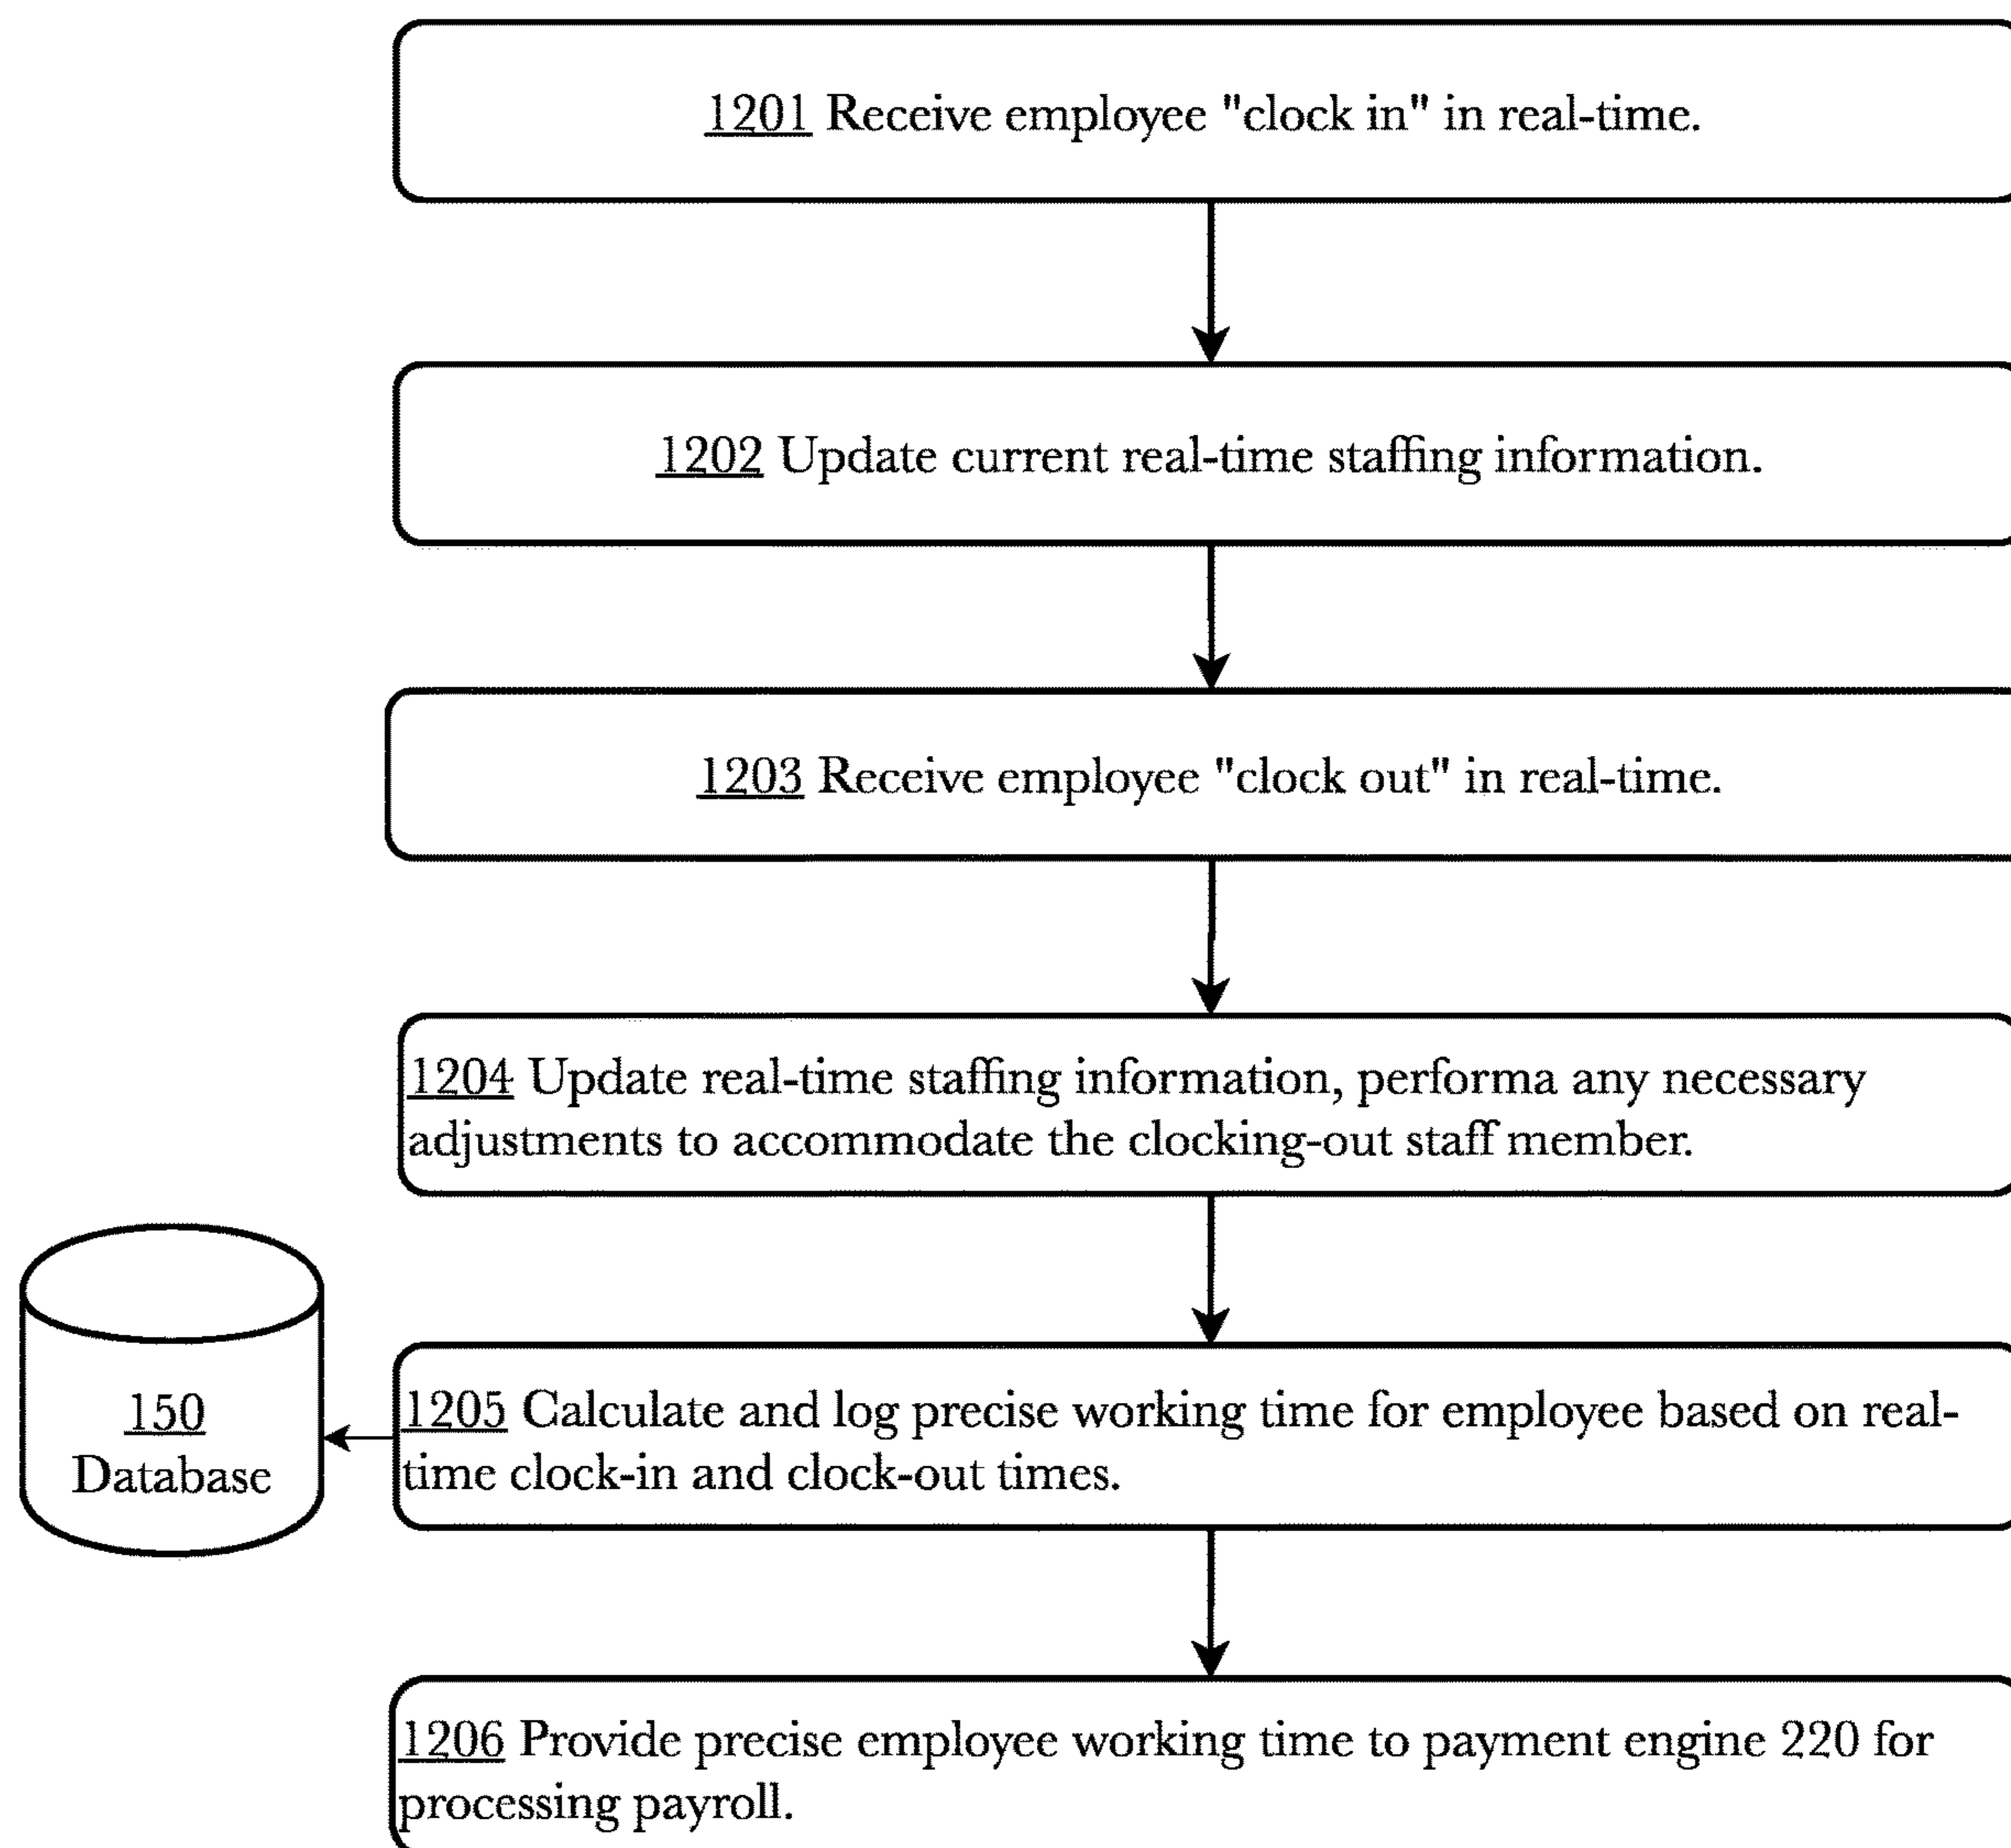 1201 Receive employee "clock in" in real-time.
1202 Update current real-time staffing information.
1203 Receive employee "clock out" in real-time.
1204 Update real-time staffing information, performa any necessary
adjustments to accommodate the clocking-out staff member.
150
Database
1205 Calculate and log precise working time for employee based on real-
time clock-in and clock-out times.
1206 Provide precise employee working time to payment engine 220 for
processing payroll.